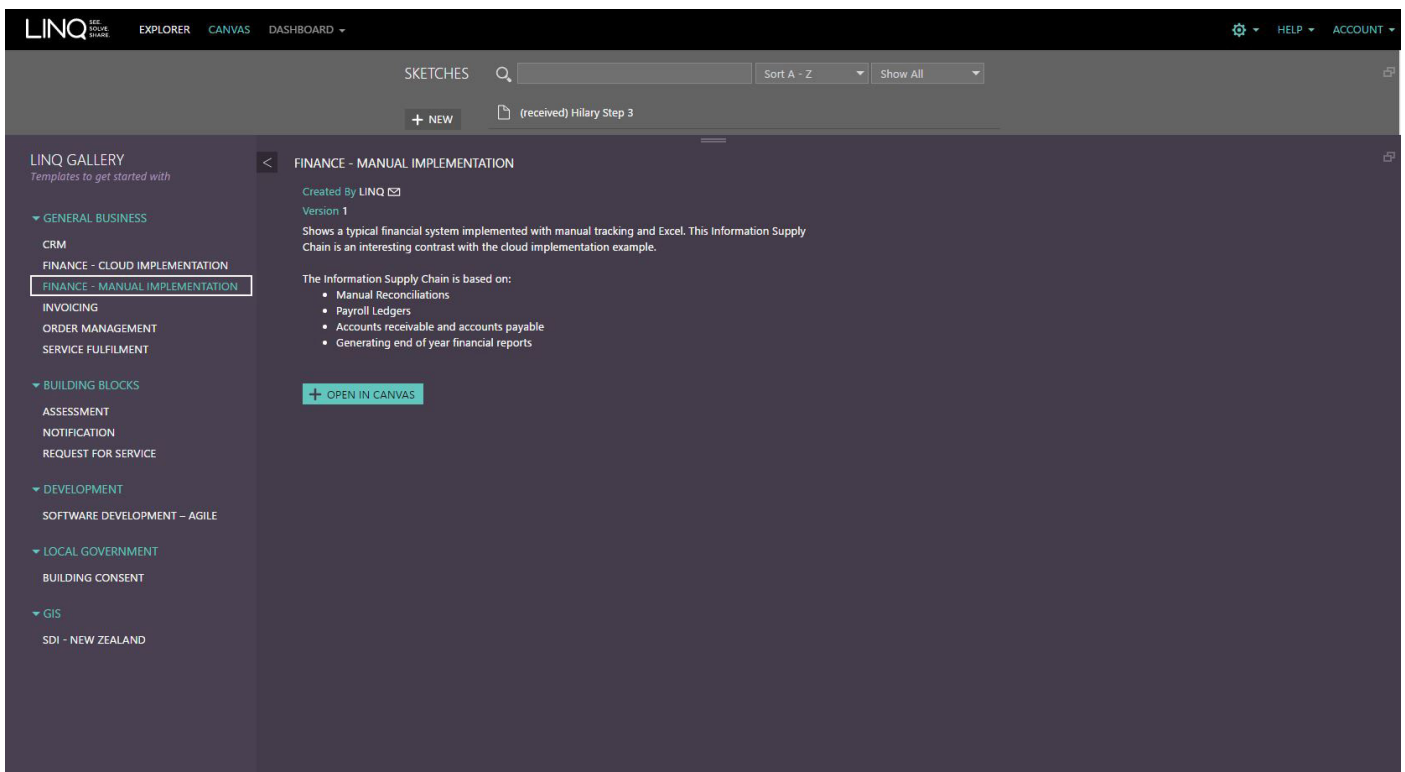 LINQ SEE. SOLVE. SHARE. EXPLORER CANVAS DASHBOARD HELP ACCOUNT
SKETCHES Sort A - Z Show All
+ NEW (received) Hilary Step 3
LINQ GALLERY
Templates to get started with
GENERAL BUSINESS
CRM
FINANCE - CLOUD IMPLEMENTATION
FINANCE - MANUAL IMPLEMENTATION
INVOICING
ORDER MANAGEMENT
SERVICE FULFILMENT
BUILDING BLOCKS
ASSESSMENT
NOTIFICATION
REQUEST FOR SERVICE
DEVELOPMENT
SOFTWARE DEVELOPMENT – AGILE
LOCAL GOVERNMENT
BUILDING CONSENT
GIS
SDI - NEW ZEALAND
< FINANCE - MANUAL IMPLEMENTATION
Created By LINQ
Version 1
Shows a typical financial system implemented with manual tracking and Excel. This Information Supply
Chain is an interesting contrast with the cloud implementation example.
The Information Supply Chain is based on:
• Manual Reconciliations
• Payroll Ledgers
• Accounts receivable and accounts payable
• Generating end of year financial reports
+ OPEN IN CANVAS